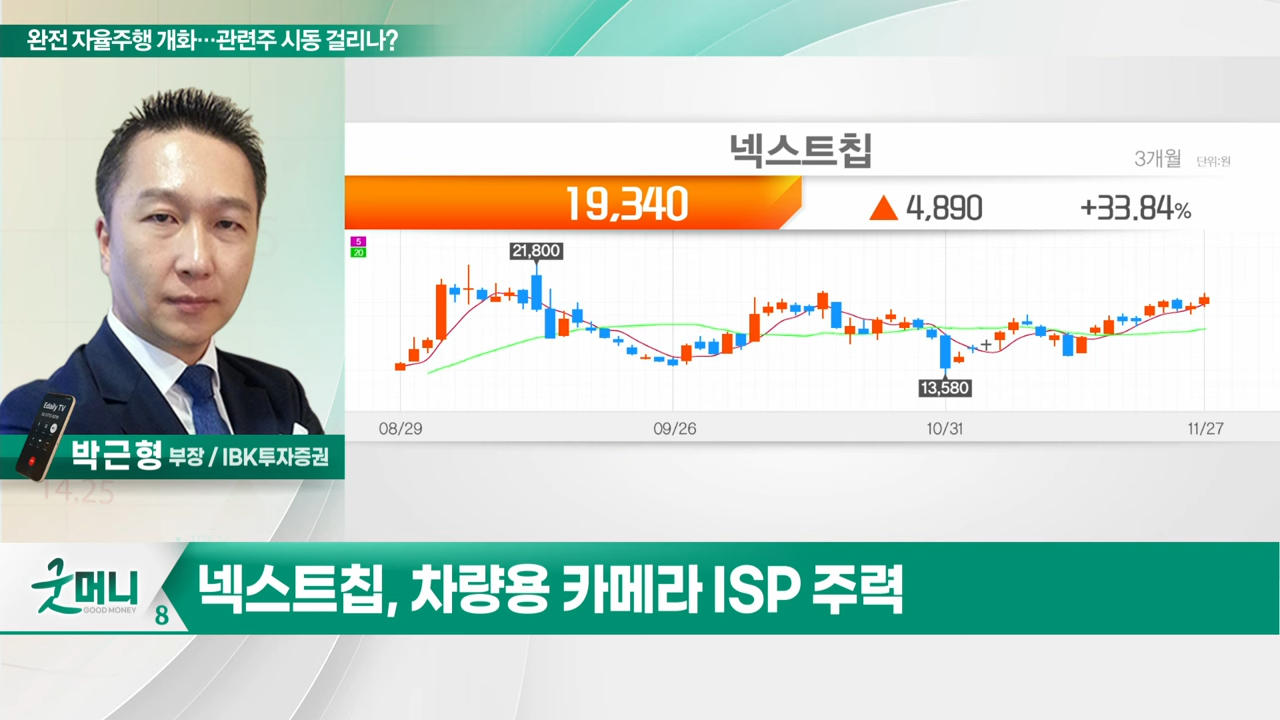 완전 자율주행 개화…관련주 시동 걸리나?
넥스트칩
3개월 단위:원
19,340 ▲ 4,890 +33.84%
5
20
21,800
13,580
08/29 09/26 10/31 11/27
Edaily TV
박근형 부장 / IBK투자증권
14.25
굿머니
GOOD MONEY
8
넥스트칩, 차량용 카메라 ISP 주력